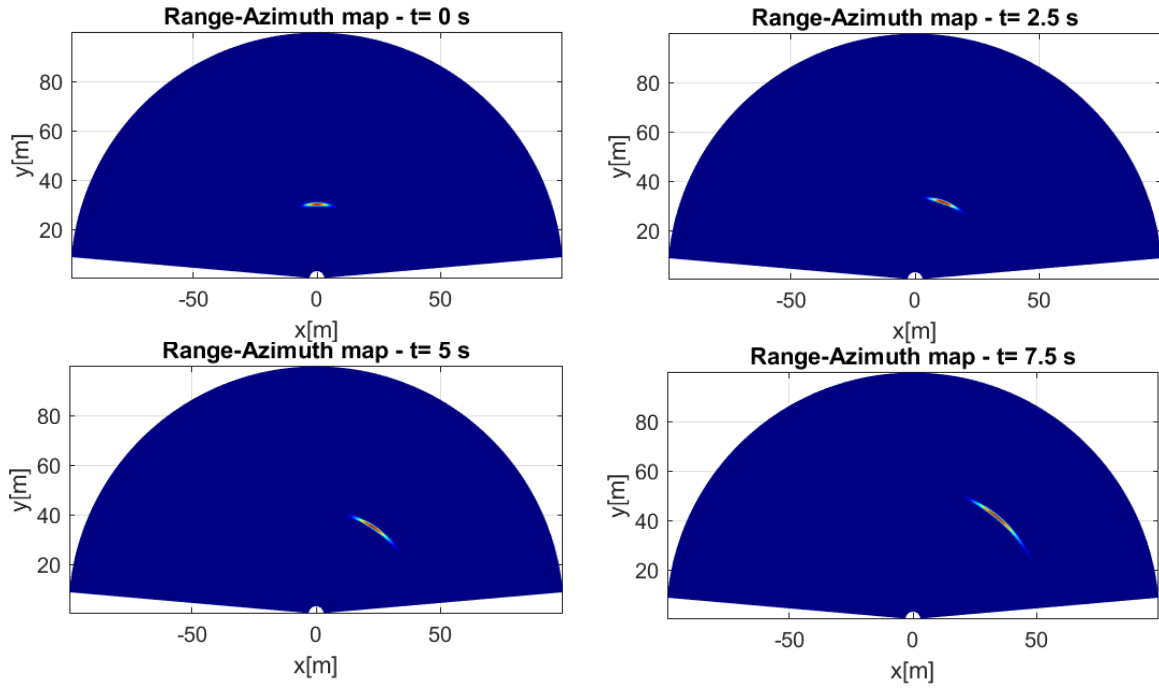 Range-Azimuth map - t= 0 s
80
60
40
20
y[m]
-50 0 50
x[m]
Range-Azimuth map - t= 2.5 s
80
60
40
20
y[m]
-50 0 50
x[m]
Range-Azimuth map - t= 5 s
80
60
40
20
y[m]
-50 0 50
x[m]
Range-Azimuth map - t= 7.5 s
80
60
40
20
y[m]
-50 0 50
x[m]